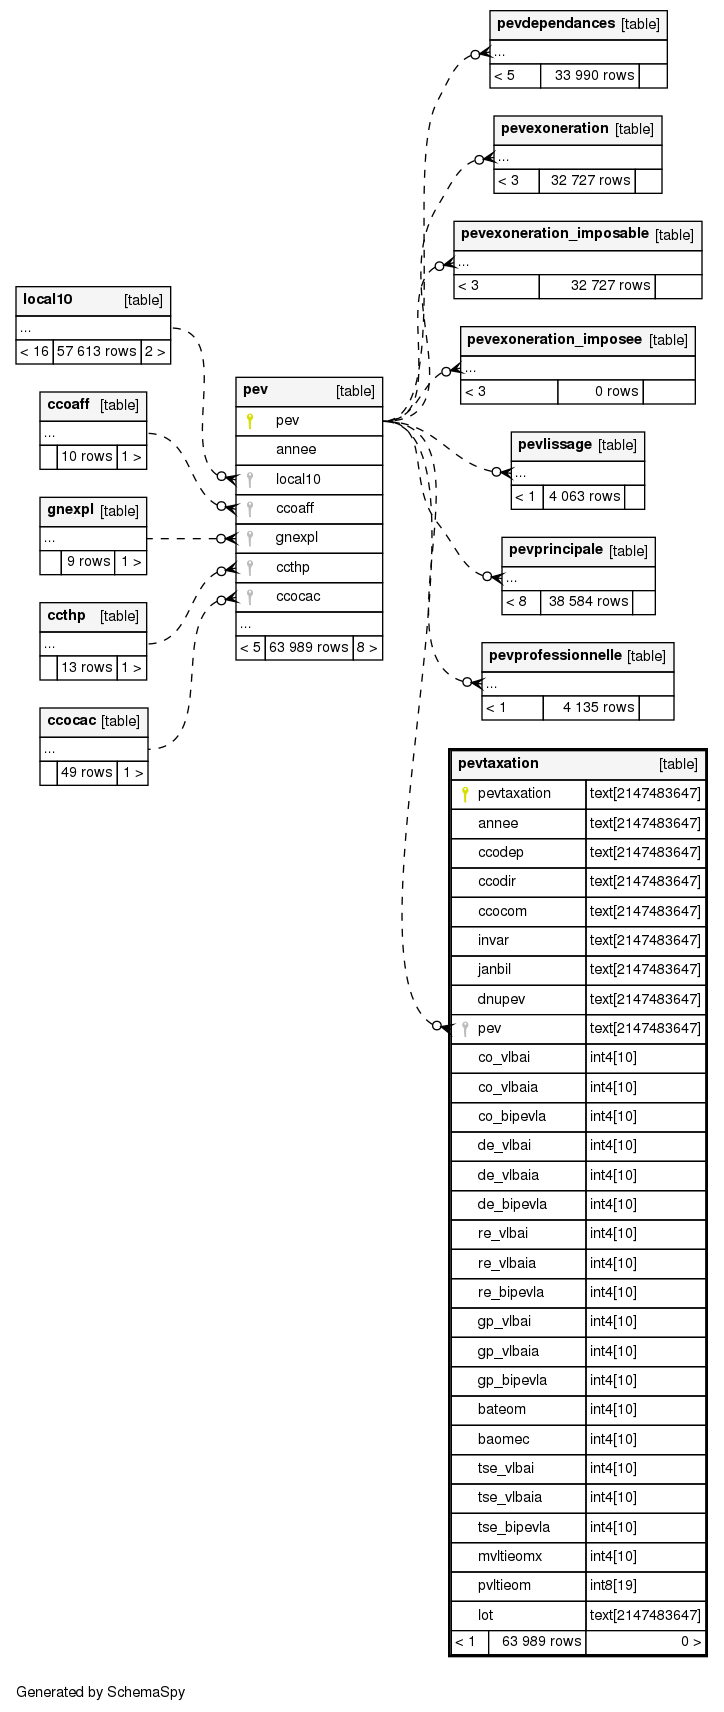 pevdependances [table]
...
< 5 33 990 rows
pevexoneration [table]
...
< 3 32 727 rows
pevexoneration_imposable [table]
...
< 3 32 727 rows
pevexoneration_imposee [table]
...
< 3 0 rows
pevlissage [table]
...
< 1 4 063 rows
pevprincipale [table]
...
< 8 38 584 rows
pevprofessionnelle [table]
...
< 1 4 135 rows
local10 [table]
...
< 16 57 613 rows 2 >
ccoaff [table]
...
10 rows 1 >
gnexpl [table]
...
9 rows 1 >
ccthp [table]
...
13 rows 1 >
ccocac [table]
...
49 rows 1 >
pev [table]
pev
annee
local10
ccoaff
gnexpl
ccthp
ccocac
...
< 5 63 989 rows 8 >
pevtaxation [table]
pevtaxation text[2147483647]
annee text[2147483647]
ccodep text[2147483647]
ccodir text[2147483647]
ccocom text[2147483647]
invar text[2147483647]
janbil text[2147483647]
dnupev text[2147483647]
pev text[2147483647]
co_vlbai int4[10]
co_vlbaia int4[10]
co_bipevla int4[10]
de_vlbai int4[10]
de_vlbaia int4[10]
de_bipevla int4[10]
re_vlbai int4[10]
re_vlbaia int4[10]
re_bipevla int4[10]
gp_vlbai int4[10]
gp_vlbaia int4[10]
gp_bipevla int4[10]
bateom int4[10]
baomec int4[10]
tse_vlbai int4[10]
tse_vlbaia int4[10]
tse_bipevla int4[10]
mvltieomx int4[10]
pvltieom int8[19]
lot text[2147483647]
< 1 63 989 rows 0 >
Generated by SchemaSpy